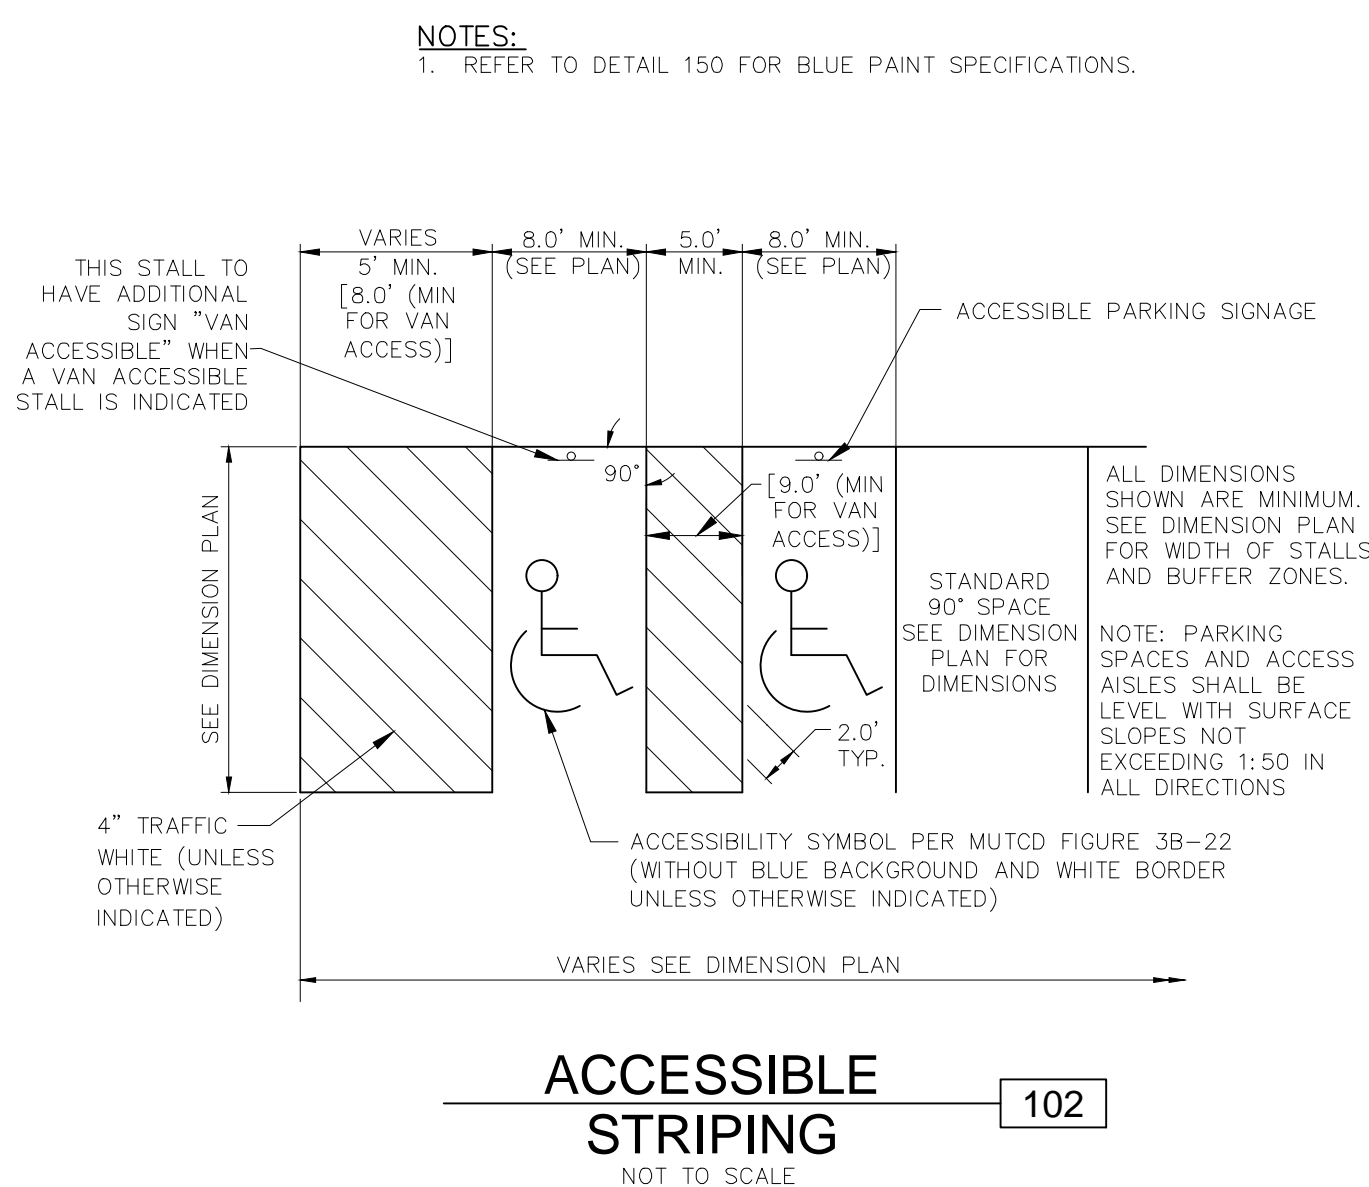 NOTES:
1. REFER TO DETAIL 150 FOR BLUE PAINT SPECIFICATIONS.
VARIES
5' MIN.
[8.0' (MIN
FOR VAN
ACCESS)]
8.0' MIN.
(SEE PLAN)
5.0'
MIN.
8.0' MIN.
(SEE PLAN)
THIS STALL TO
HAVE ADDITIONAL
SIGN "VAN
ACCESSIBLE" WHEN
A VAN ACCESSIBLE
STALL IS INDICATED
ACCESSIBLE PARKING SIGNAGE
90°
[9.0' (MIN
FOR VAN
ACCESS)]
SEE DIMENSION PLAN
STANDARD
90° SPACE
SEE DIMENSION
PLAN FOR
DIMENSIONS
ALL DIMENSIONS
SHOWN ARE MINIMUM.
SEE DIMENSION PLAN
FOR WIDTH OF STALLS
AND BUFFER ZONES.
NOTE: PARKING
SPACES AND ACCESS
AISLES SHALL BE
LEVEL WITH SURFACE
SLOPES NOT
EXCEEDING 1:50 IN
ALL DIRECTIONS
2.0'
TYP.
4" TRAFFIC
WHITE (UNLESS
OTHERWISE
INDICATED)
ACCESSIBILITY SYMBOL PER MUTCD FIGURE 3B-22
(WITHOUT BLUE BACKGROUND AND WHITE BORDER
UNLESS OTHERWISE INDICATED)
VARIES SEE DIMENSION PLAN
ACCESSIBLE
STRIPING
102
NOT TO SCALE